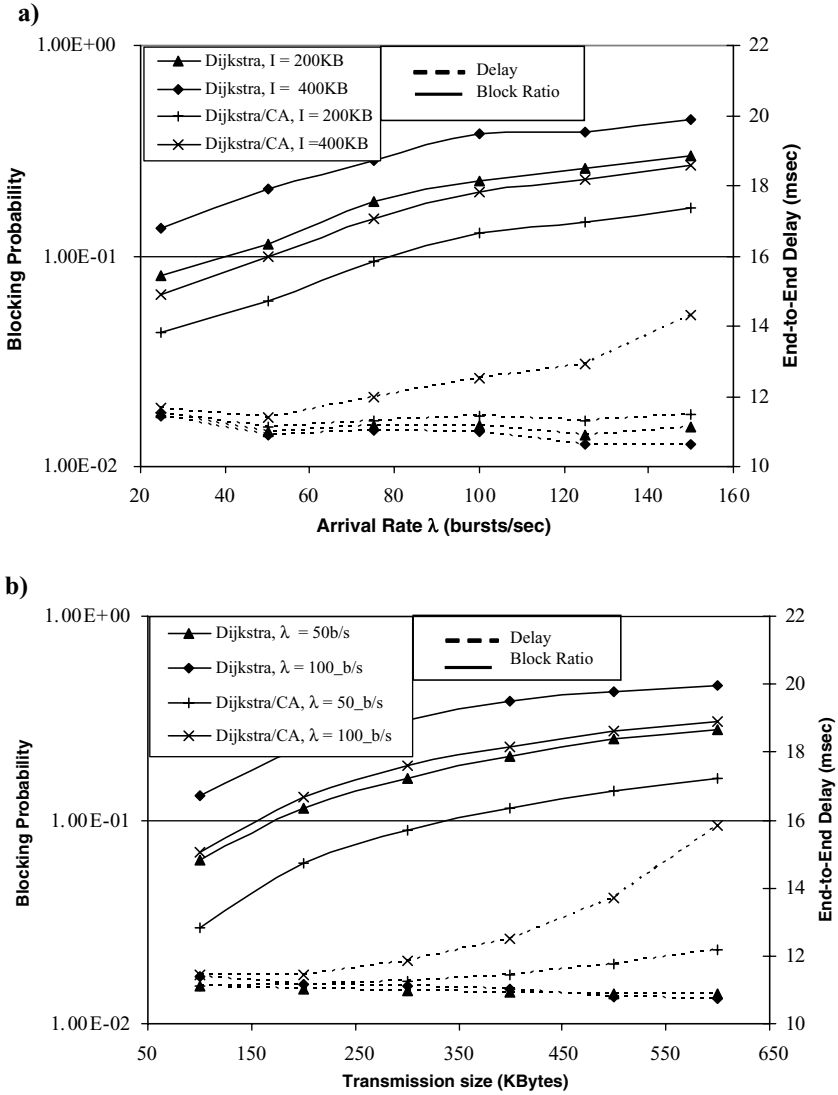 a)
1.00E+00
1.00E-01
1.00E-02
Blocking Probability
Dijkstra, I = 200KB
Dijkstra, I = 400KB
Dijkstra/CA, I = 200KB
Dijkstra/CA, I =400KB
Delay
Block Ratio
22
20
18
16
14
12
10
End-to-End Delay (msec)
20 40 60 80 100 120 140 160
Arrival Rate λ (bursts/sec)
b)
1.00E+00
1.00E-01
1.00E-02
Blocking Probability
Dijkstra, λ = 50b/s
Dijkstra, λ = 100_b/s
Dijkstra/CA, λ = 50_b/s
Dijkstra/CA, λ = 100_b/s
Delay
Block Ratio
22
20
18
16
14
12
10
End-to-End Delay (msec)
50 150 250 350 450 550 650
Transmission size (KBytes)